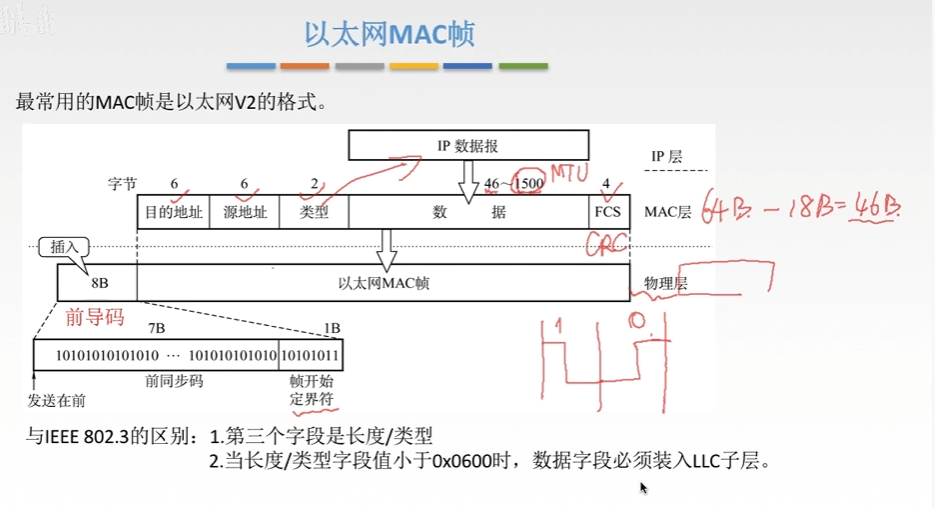 以太网MAC帧
最常用的MAC帧是以太网V2的格式。
IP 数据报
IP 层
字节 6 6 2 46~1500 MTU 4
目的地址 源地址 类型 数 据 FCS MAC层 64B - 18B = 46B
CRC
插入
8B 以太网MAC帧 物理层
前导码
7B 1B 1 0
10101010101010 … 101010101010 10101011
前同步码 帧开始
定界符
发送在前
与IEEE 802.3的区别：1.第三个字段是长度/类型
2.当长度/类型字段值小于0x0600时，数据字段必须装入LLC子层。